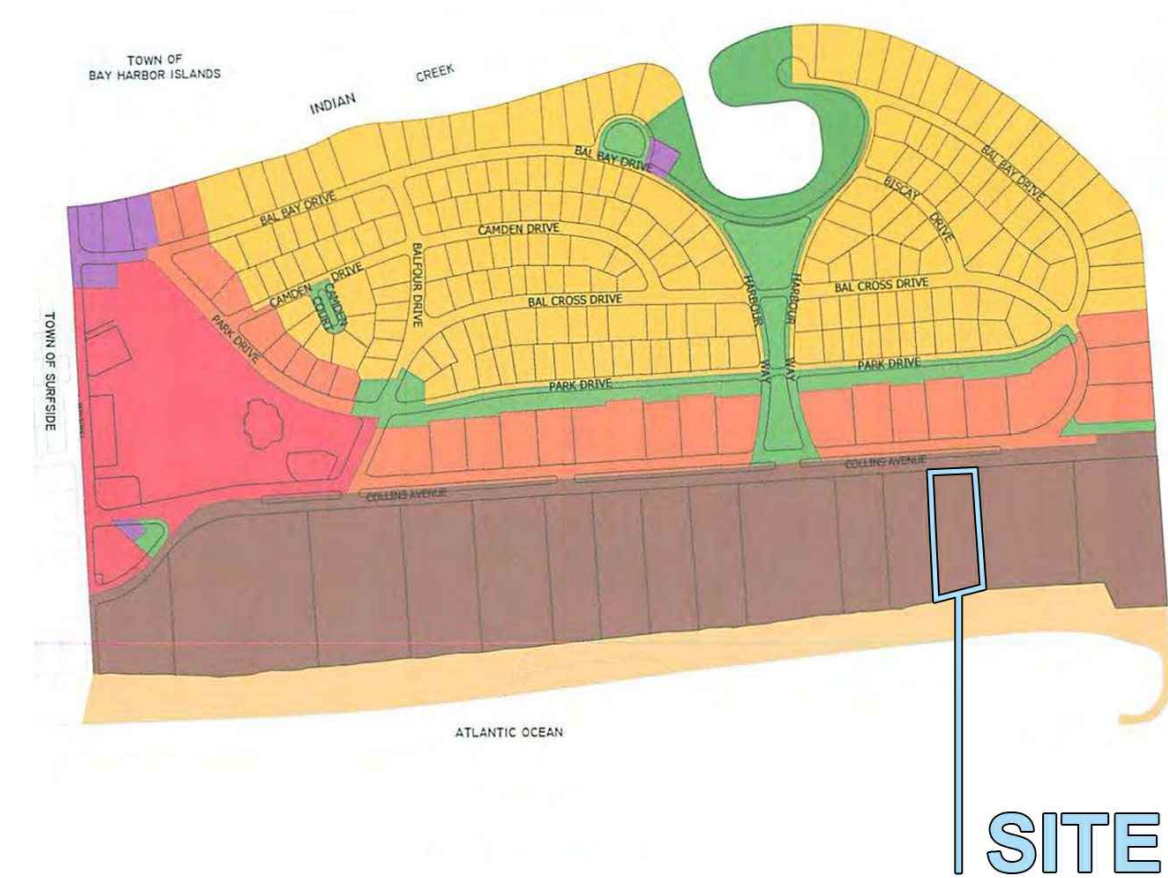 TOWN OF
BAY HARBOR ISLANDS
CREEK
INDIAN
BAL BAY DRIVE
BAL BAY DRIVE
BISCAY DRIVE
BAL BAY DRIVE
CAMDEN DRIVE
BALFOUR DRIVE
CAMDEN DRIVE
CAMDEN
COURT
BAL CROSS DRIVE
BAL CROSS DRIVE
HARBOUR WAY
HARBOUR WAY
PARK DRIVE
TOWN OF SURFSIDE
PARK DRIVE
PARK DRIVE
COLLINS AVENUE
COLLINS AVENUE
ATLANTIC OCEAN
SITE